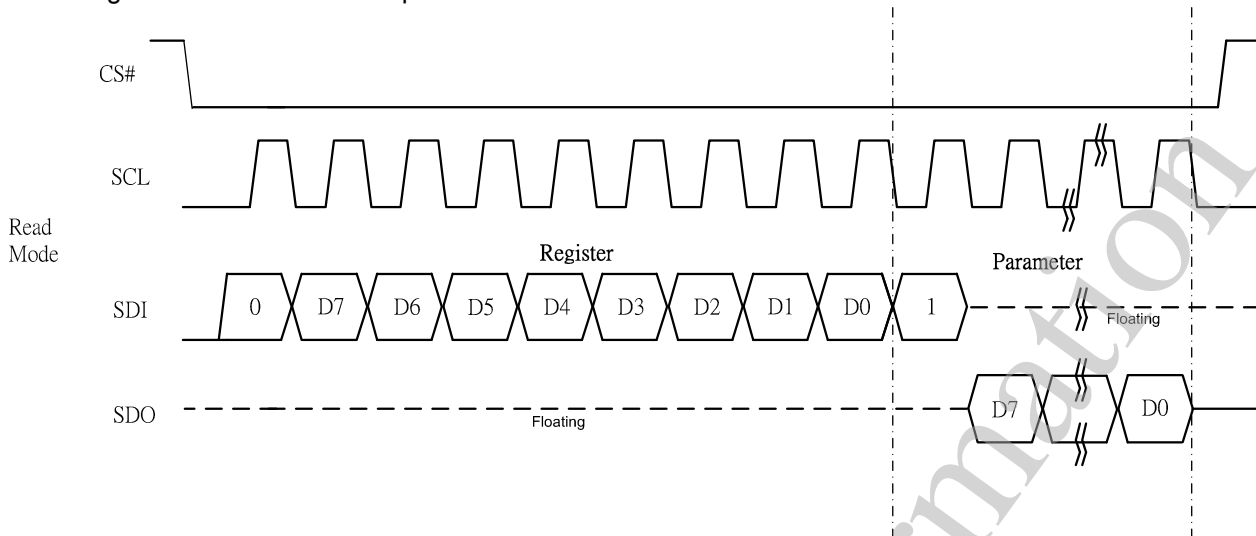 CS#
SCL
Read
Mode
Register
Parameter
SDI
0 D7 D6 D5 D4 D3 D2 D1 D0 1
Floating
SDO
Floating
D7 D0